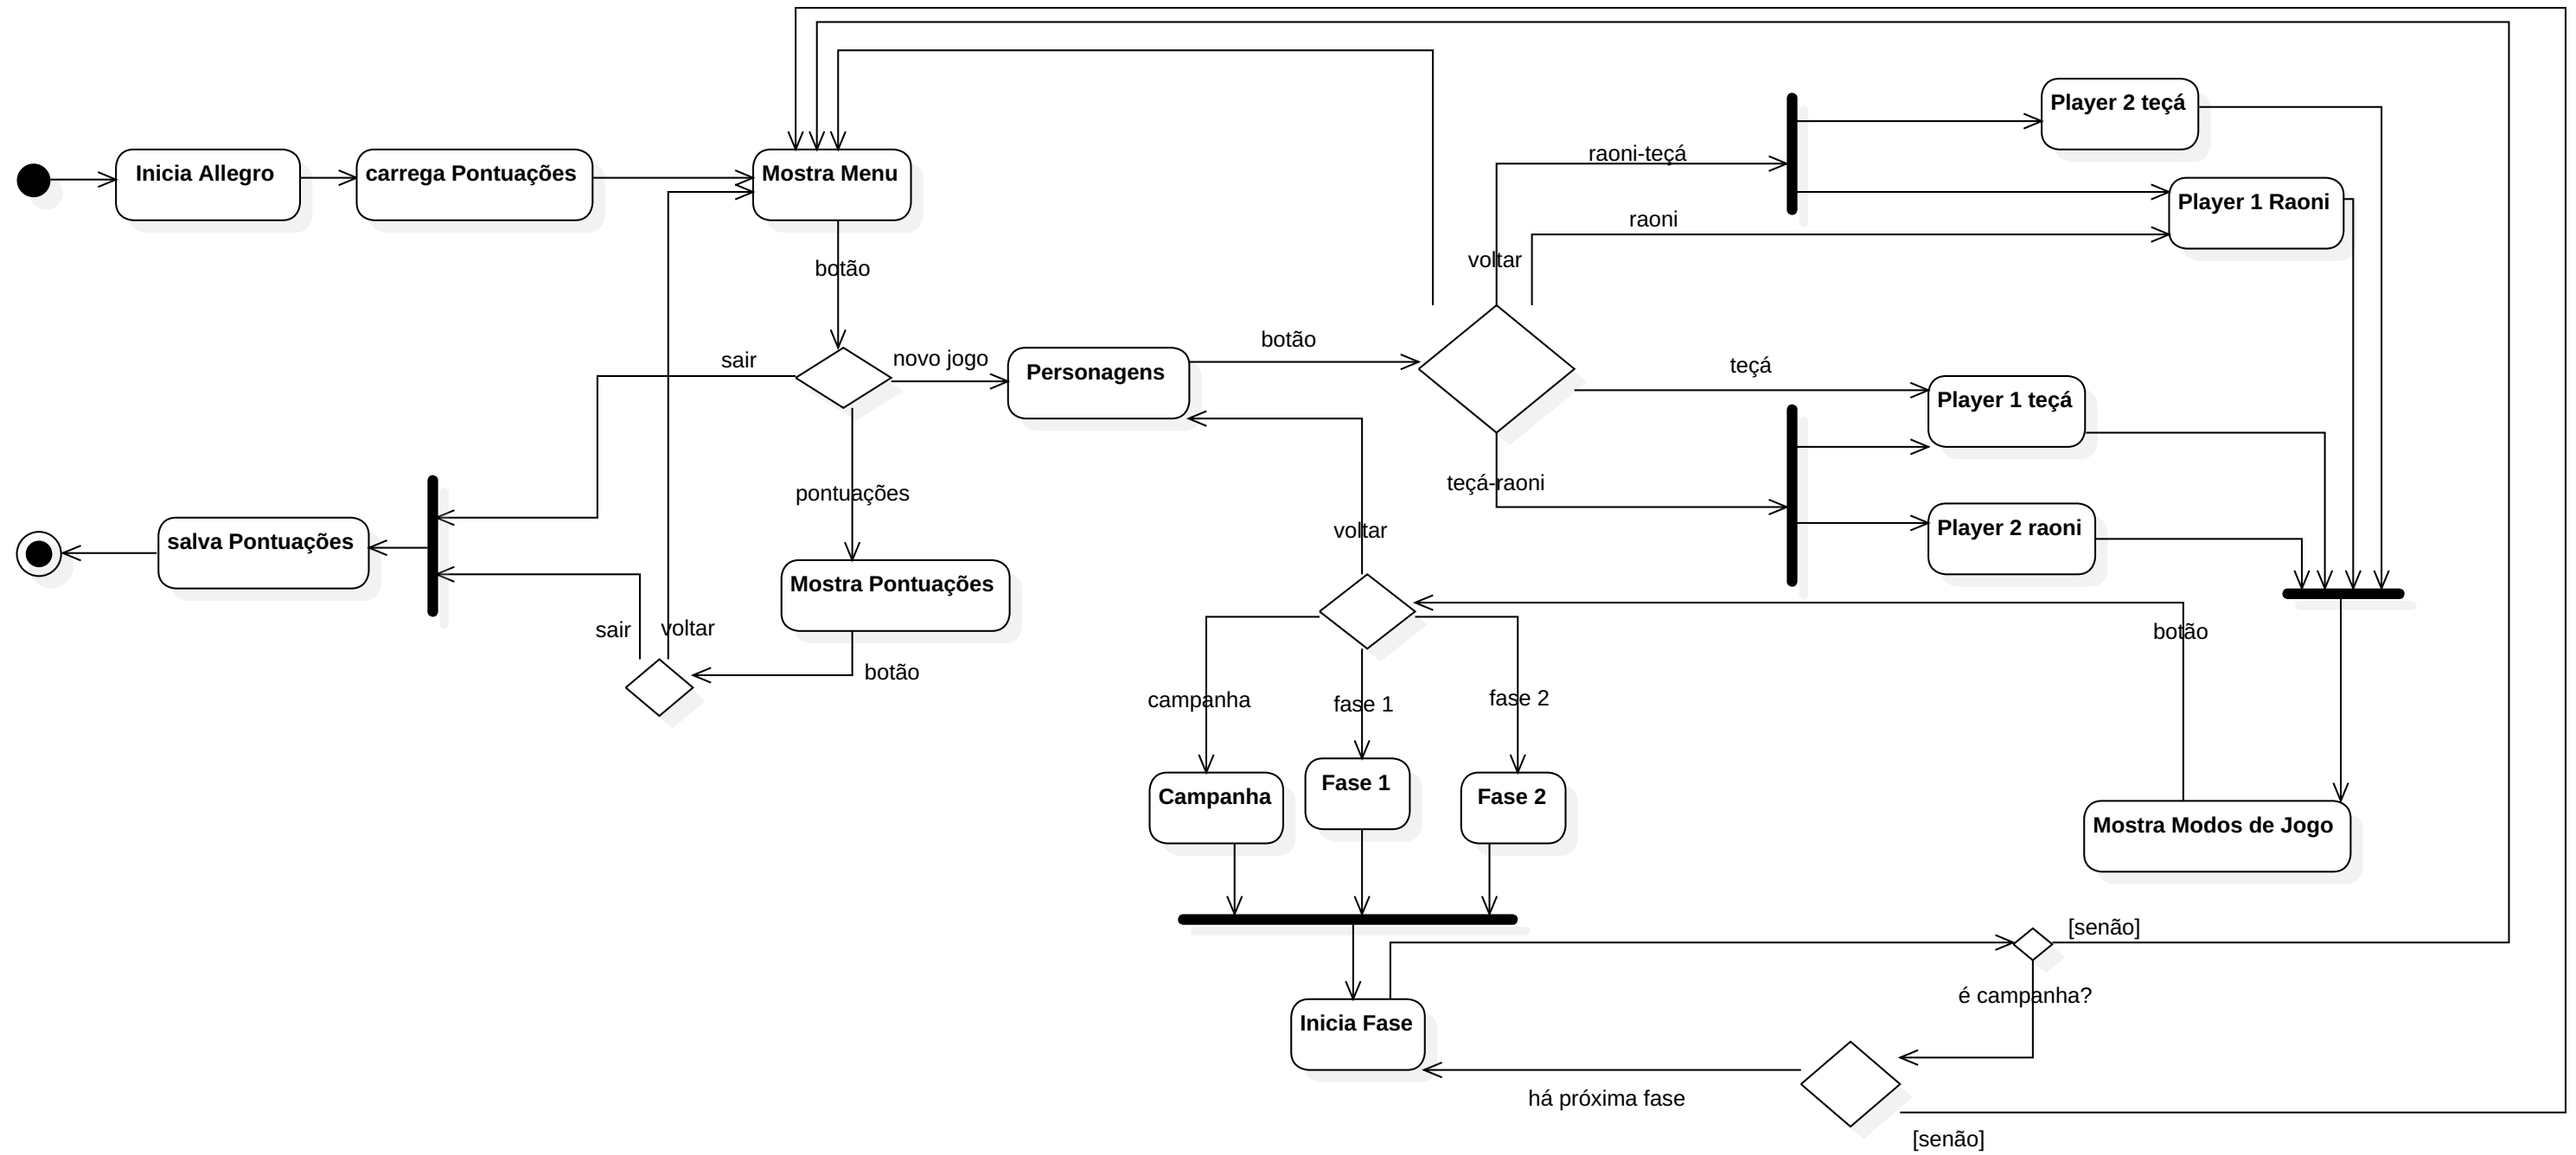 Player 2 teçá
raoni-teçá
Inicia Allegro
carrega Pontuações
Mostra Menu
Player 1 Raoni
raoni
voltar
botão
botão
sair
novo jogo
Personagens
teçá
Player 1 teçá
pontuações
teçá-raoni
voltar
salva Pontuações
Player 2 raoni
Mostra Pontuações
sair
voltar
botão
botão
campanha
fase 1
fase 2
Campanha
Fase 1
Fase 2
Mostra Modos de Jogo
[senão]
é campanha?
Inicia Fase
há próxima fase
[senão]